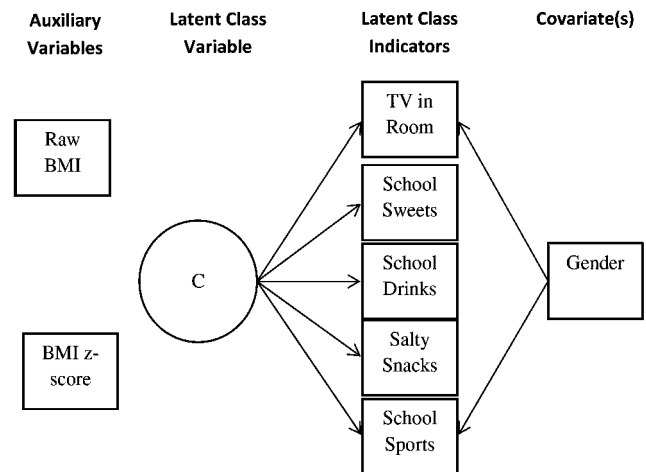 Auxiliary
Variables
Latent Class
Variable
Latent Class
Indicators
Covariate(s)
Raw
BMI
BMI z-
score
C
TV in
Room
School
Sweets
School
Drinks
Salty
Snacks
School
Sports
Gender